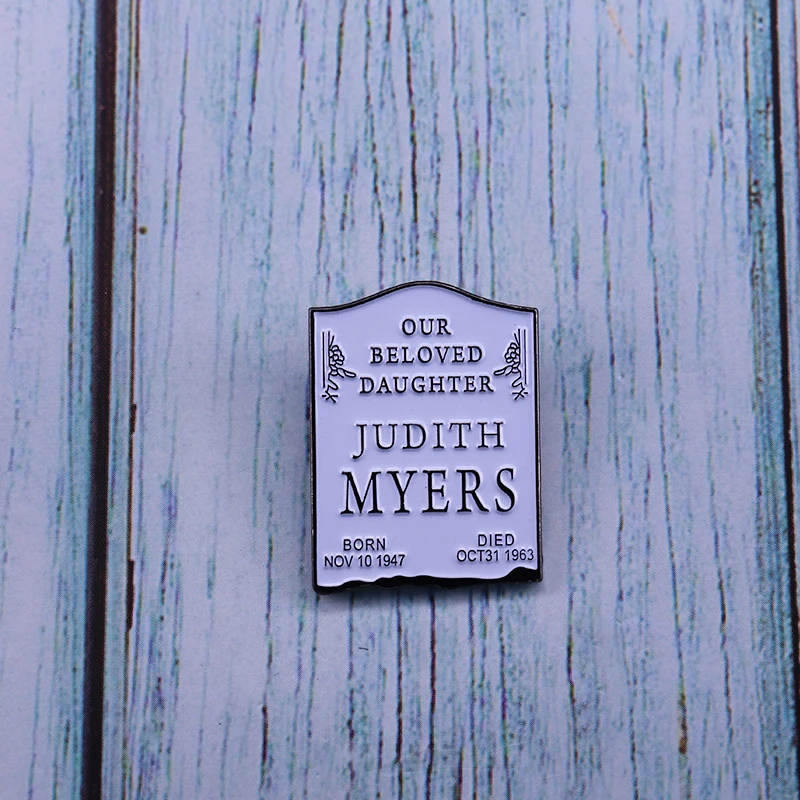 OUR
BELOVED
DAUGHTER
JUDITH
MYERS
BORN DIED
NOV 10 1947 OCT31 1963